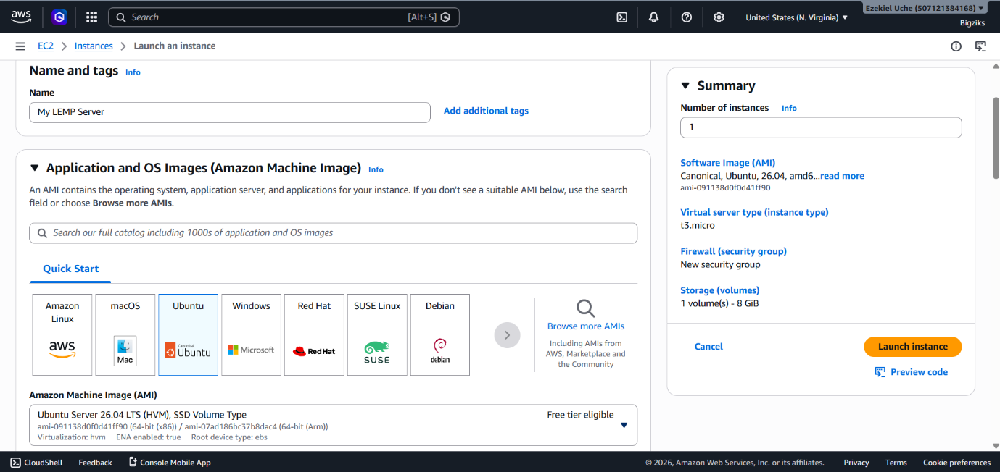 aws
Search
[Alt+S]
United States (N. Virginia) ▼
Ezekiel Uche (507121384168) ▼
Bigziks
EC2 > Instances > Launch an instance
Name and tags Info
Name
My LEMP Server
Add additional tags
Application and OS Images (Amazon Machine Image) Info
An AMI contains the operating system, application server, and applications for your instance. If you don't see a suitable AMI below, use the search
field or choose Browse more AMIs.
Search our full catalog including 1000s of application and OS images
Quick Start
Amazon
Linux
aws
macOS
Mac
Ubuntu
Canonical
Ubuntu
Windows
Microsoft
Red Hat
Red Hat
SUSE Linux
SUSE
Debian
debian
Browse more AMIs
Including AMIs from
AWS, Marketplace and
the Community
Amazon Machine Image (AMI)
Ubuntu Server 26.04 LTS (HVM), SSD Volume Type
Free tier eligible
ami-091138d0f0d41ff90 (64-bit (x86)) / ami-07ad186bc37b8dac4 (64-bit (Arm))
Virtualization: hvm ENA enabled: true Root device type: ebs
Summary
Number of instances Info
1
Software Image (AMI)
Canonical, Ubuntu, 26.04, amd6...read more
ami-091138d0f0d41ff90
Virtual server type (instance type)
t3.micro
Firewall (security group)
New security group
Storage (volumes)
1 volume(s) - 8 GiB
Cancel
Launch instance
Preview code
CloudShell Feedback Console Mobile App
© 2026, Amazon Web Services, Inc. or its affiliates. Privacy Terms Cookie preferences